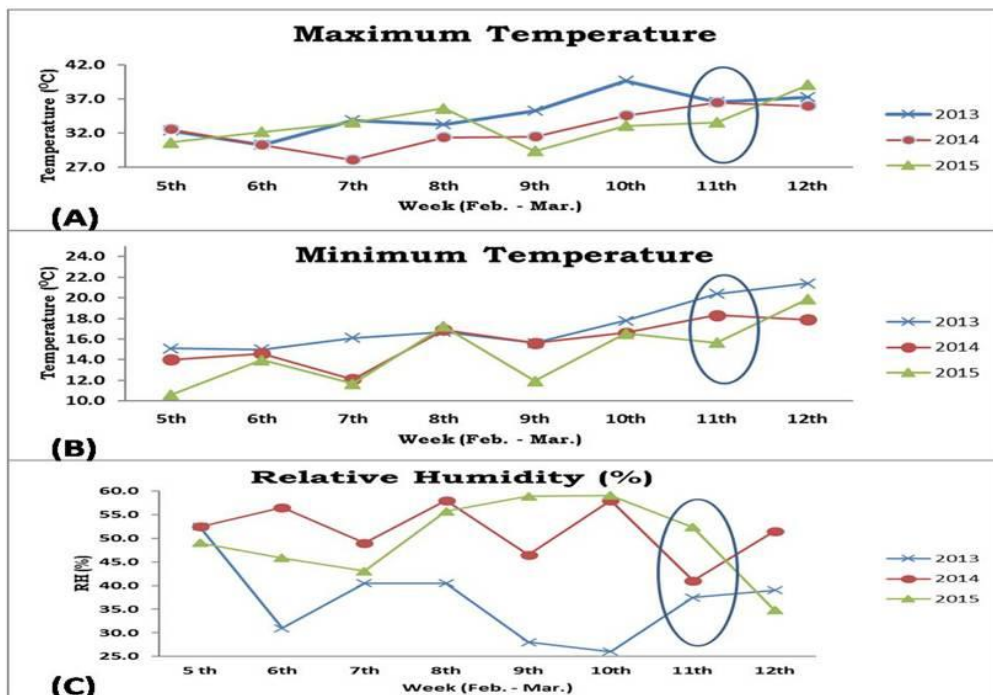 Maximum Temperature
42.0
37.0
32.0
27.0
Temperature (⁰C)
5th 6th 7th 8th 9th 10th 11th 12th
Week (Feb. - Mar.)
2013
2014
2015
(A)
Minimum Temperature
24.0
22.0
20.0
18.0
16.0
14.0
12.0
10.0
Temperature (⁰C)
5th 6th 7th 8th 9th 10th 11th 12th
Week (Feb. - Mar.)
2013
2014
2015
(B)
Relative Humidity (%)
60.0
55.0
50.0
45.0
40.0
35.0
30.0
25.0
RH (%)
5 th 6th 7th 8th 9th 10th 11th 12th
Week (Feb. - Mar.)
2013
2014
2015
(C)